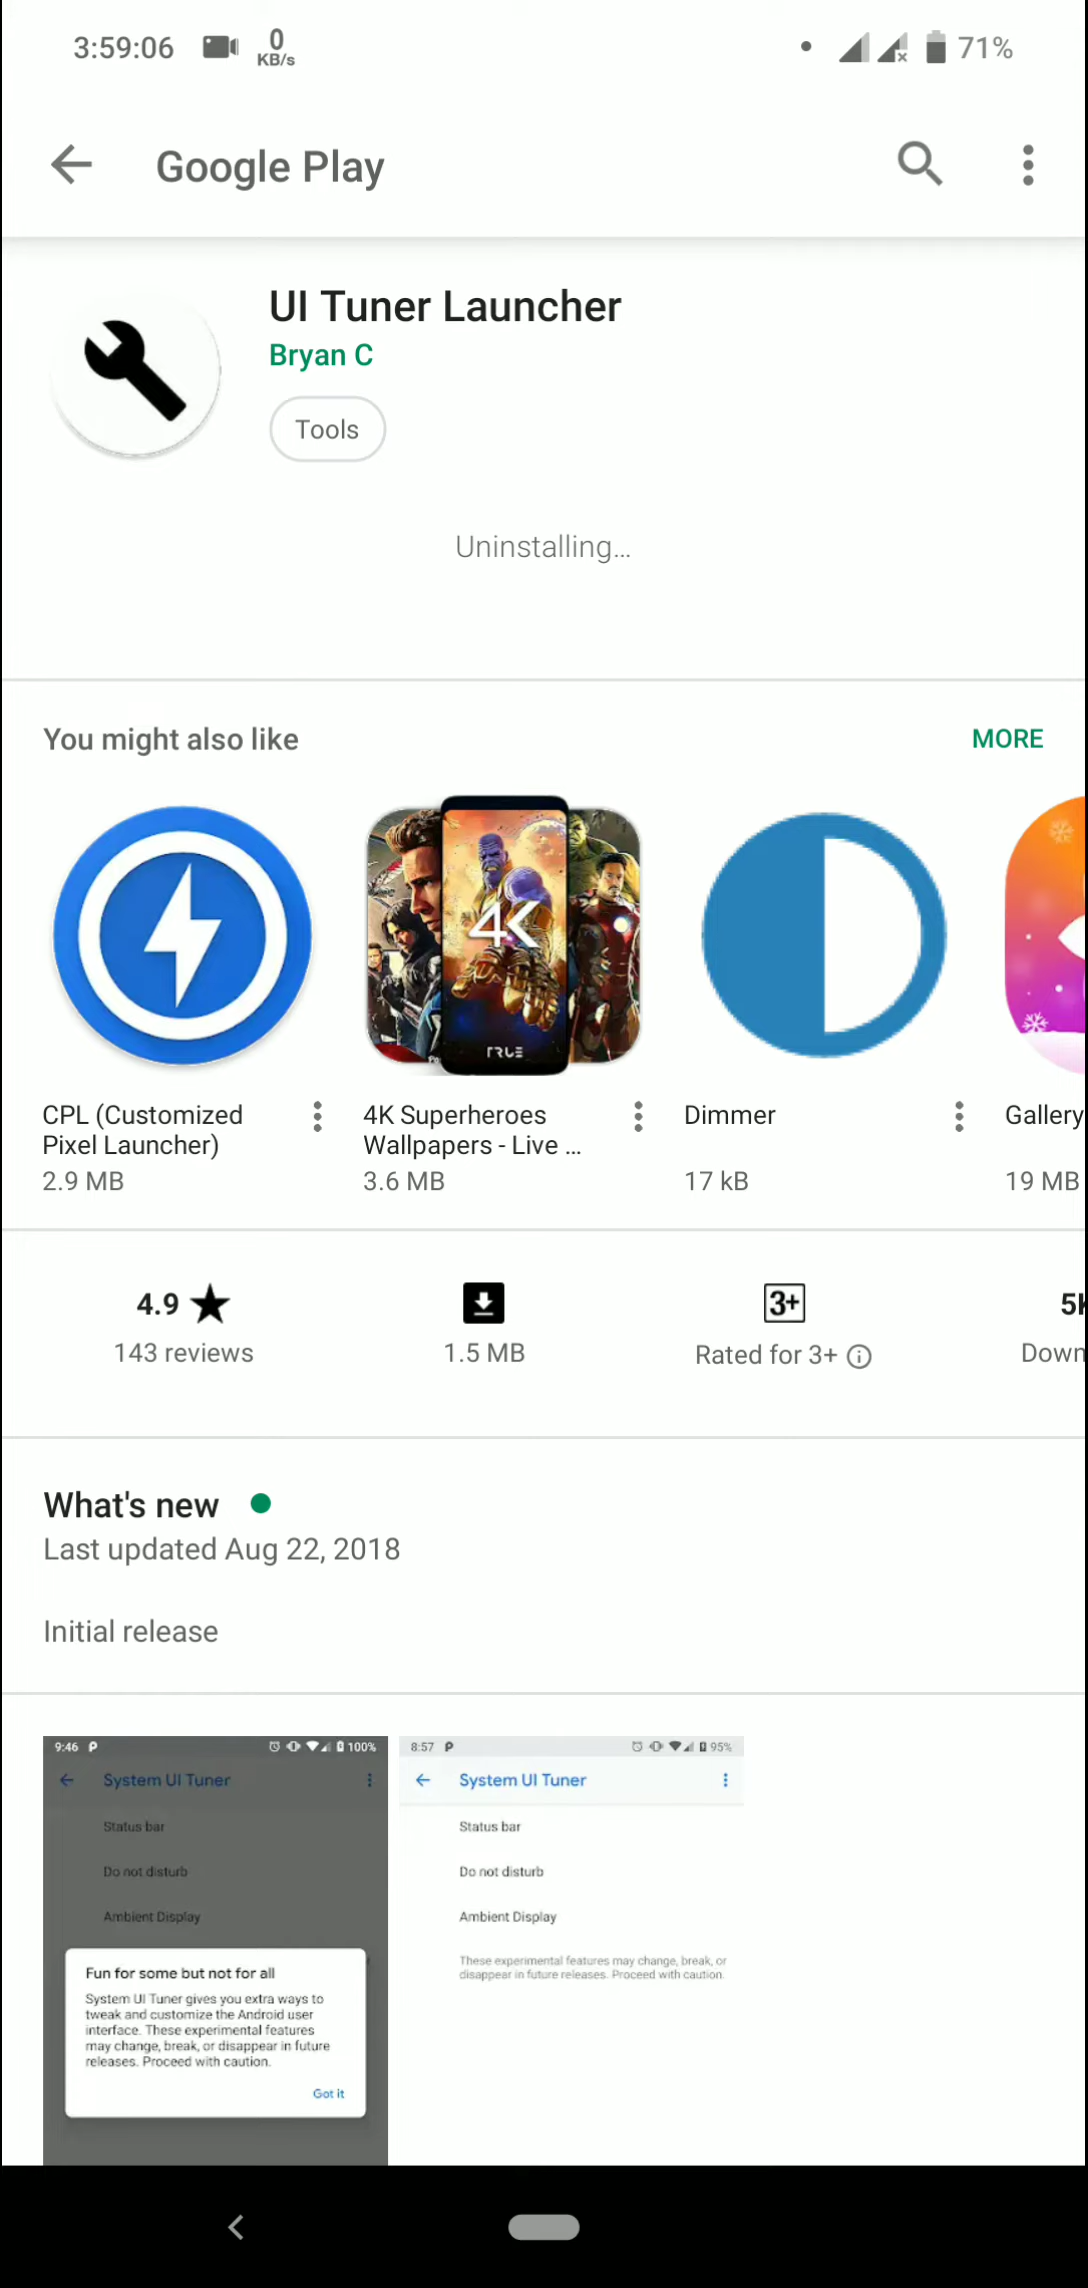 3:59:06
0
KB/s
71%
Google Play
UI Tuner Launcher
Bryan C
Tools
Uninstalling...
You might also like
MORE
4K
TRUE
CPL (Customized
Pixel Launcher)
2.9 MB
4K Superheroes
Wallpapers - Live ...
3.6 MB
Dimmer
17 kB
Gallery
19 MB
4.9
143 reviews
1.5 MB
3+
Rated for 3+
5K
Down
What's new
Last updated Aug 22, 2018
Initial release
9:46
100%
System UI Tuner
Status bar
Do not disturb
Ambient Display
Fun for some but not for all
System UI Tuner gives you extra ways to
tweak and customize the Android user
interface. These experimental features
may change, break, or disappear in future
releases. Proceed with caution.
Got it
8:57
95%
System UI Tuner
Status bar
Do not disturb
Ambient Display
These experimental features may change, break, or
disappear in future releases. Proceed with caution.